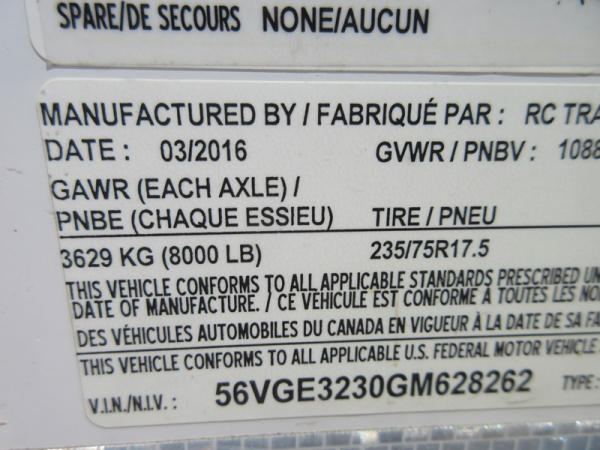 SPARE/DE SECOURS NONE/AUCUN
MANUFACTURED BY / FABRIQUÉ PAR : RC TRA
DATE : 03/2016 GVWR / PNBV : 1088
GAWR (EACH AXLE) /
PNBE (CHAQUE ESSIEU) TIRE / PNEU
3629 KG (8000 LB) 235/75R17.5
THIS VEHICLE CONFORMS TO ALL APPLICABLE STANDARDS PRESCRIBED UN
DATE OF MANUFACTURE. / CE VÉHICULE EST CONFORME À TOUTES LES NO
DES VÉHICULES AUTOMOBILES DU CANADA EN VIGUEUR À LA DATE DE SA FA
THIS VEHICLE CONFORMS TO ALL APPLICABLE U.S. FEDERAL MOTOR VEHICLE
V.I.N./N.I.V. : 56VGE3230GM628262 TYPE: